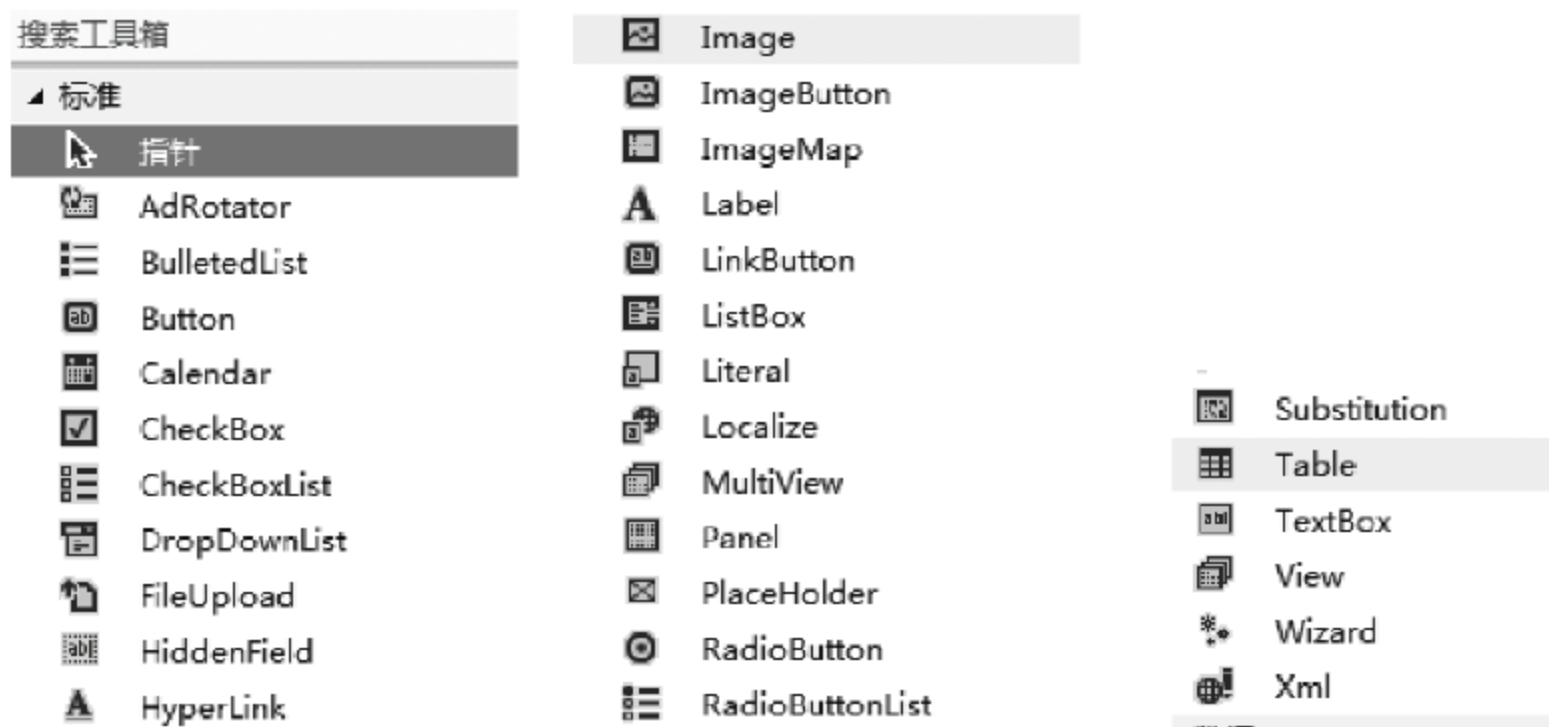 搜索工具箱
标准
指针
AdRotator
BulletedList
Button
Calendar
CheckBox
CheckBoxList
DropDownList
FileUpload
HiddenField
HyperLink
Image
ImageButton
ImageMap
Label
LinkButton
ListBox
Literal
Localize
MultiView
Panel
PlaceHolder
RadioButton
RadioButtonList
Substitution
Table
TextBox
View
Wizard
Xml